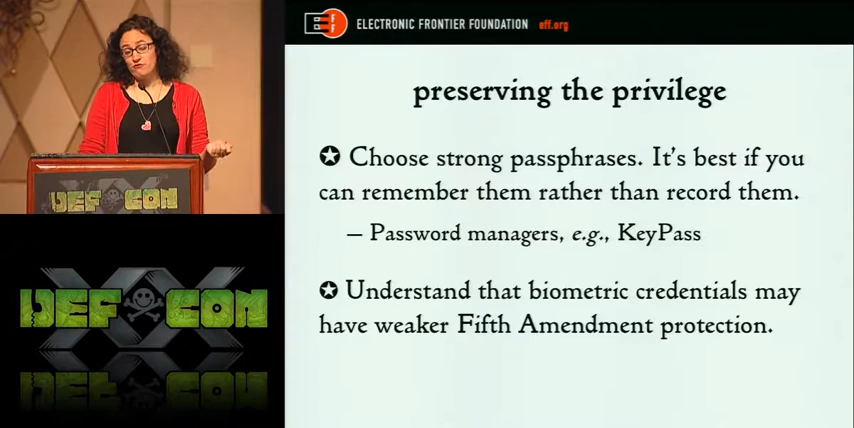 EFF
ELECTRONIC FRONTIER FOUNDATION eff.org
preserving the privilege
✪ Choose strong passphrases. It's best if you
can remember them rather than record them.
– Password managers, e.g., KeyPass
✪ Understand that biometric credentials may
have weaker Fifth Amendment protection.
DEF CON
XX
DEF CON